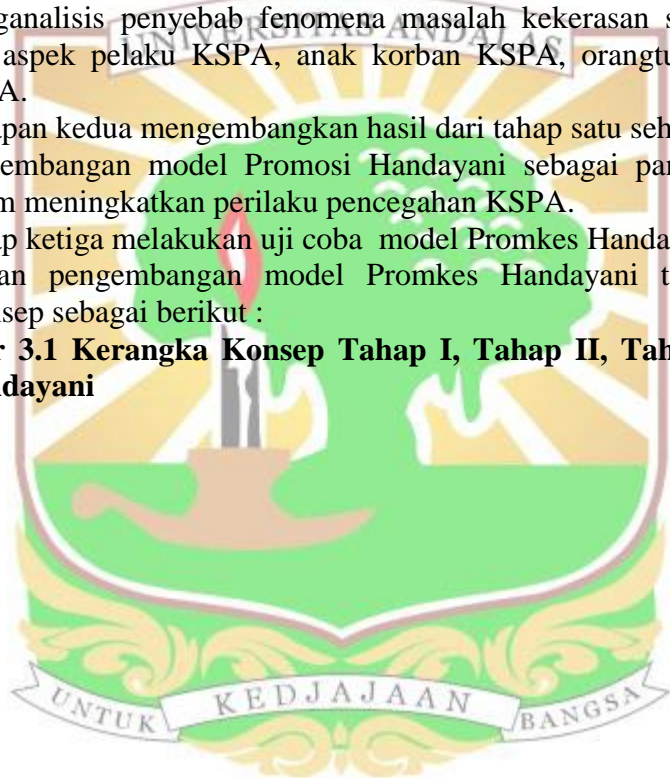 ganalisis penyebab fenomena masalah kekerasan s
aspek pelaku KSPA, anak korban KSPA, orangtu
A.
pan kedua mengembangkan hasil dari tahap satu seh
embangan model Promosi Handayani sebagai par
m meningkatkan perilaku pencegahan KSPA.
ap ketiga melakukan uji coba model Promkes Handa
an pengembangan model Promkes Handayani t
nsep sebagai berikut :
r 3.1 Kerangka Konsep Tahap I, Tahap II, Tah
ndayani
UNIVERSITAS ANDALAS
UNTUK KEDJAJAAN BANGSA